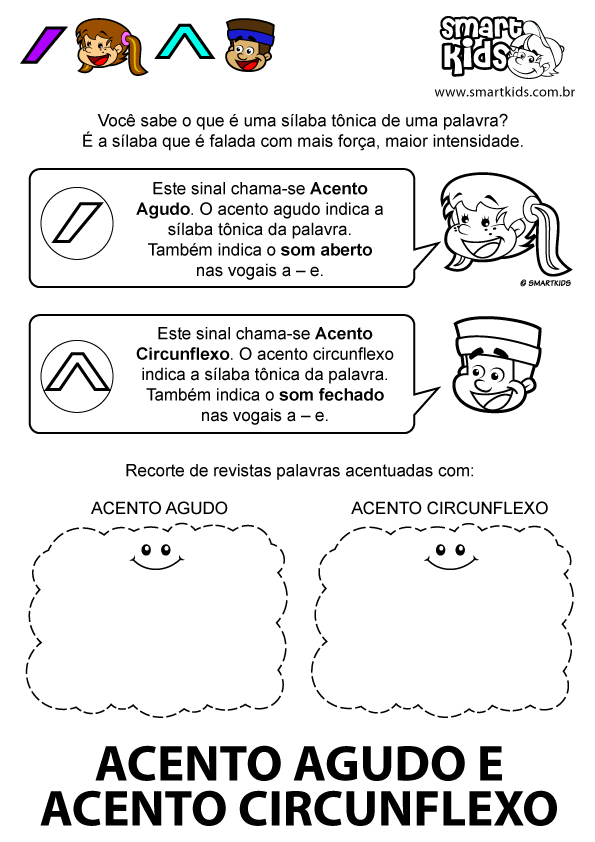 Smart
Kids
www.smartkids.com.br
Você sabe o que é uma sílaba tônica de uma palavra?
É a sílaba que é falada com mais força, maior intensidade.
Este sinal chama-se Acento
Agudo. O acento agudo indica a
sílaba tônica da palavra.
Também indica o som aberto
nas vogais a – e.
© SMARTKIDS
Este sinal chama-se Acento
Circunflexo. O acento circunflexo
indica a sílaba tônica da palavra.
Também indica o som fechado
nas vogais a – e.
Recorte de revistas palavras acentuadas com:
ACENTO AGUDO
ACENTO CIRCUNFLEXO
ACENTO AGUDO E
ACENTO CIRCUNFLEXO